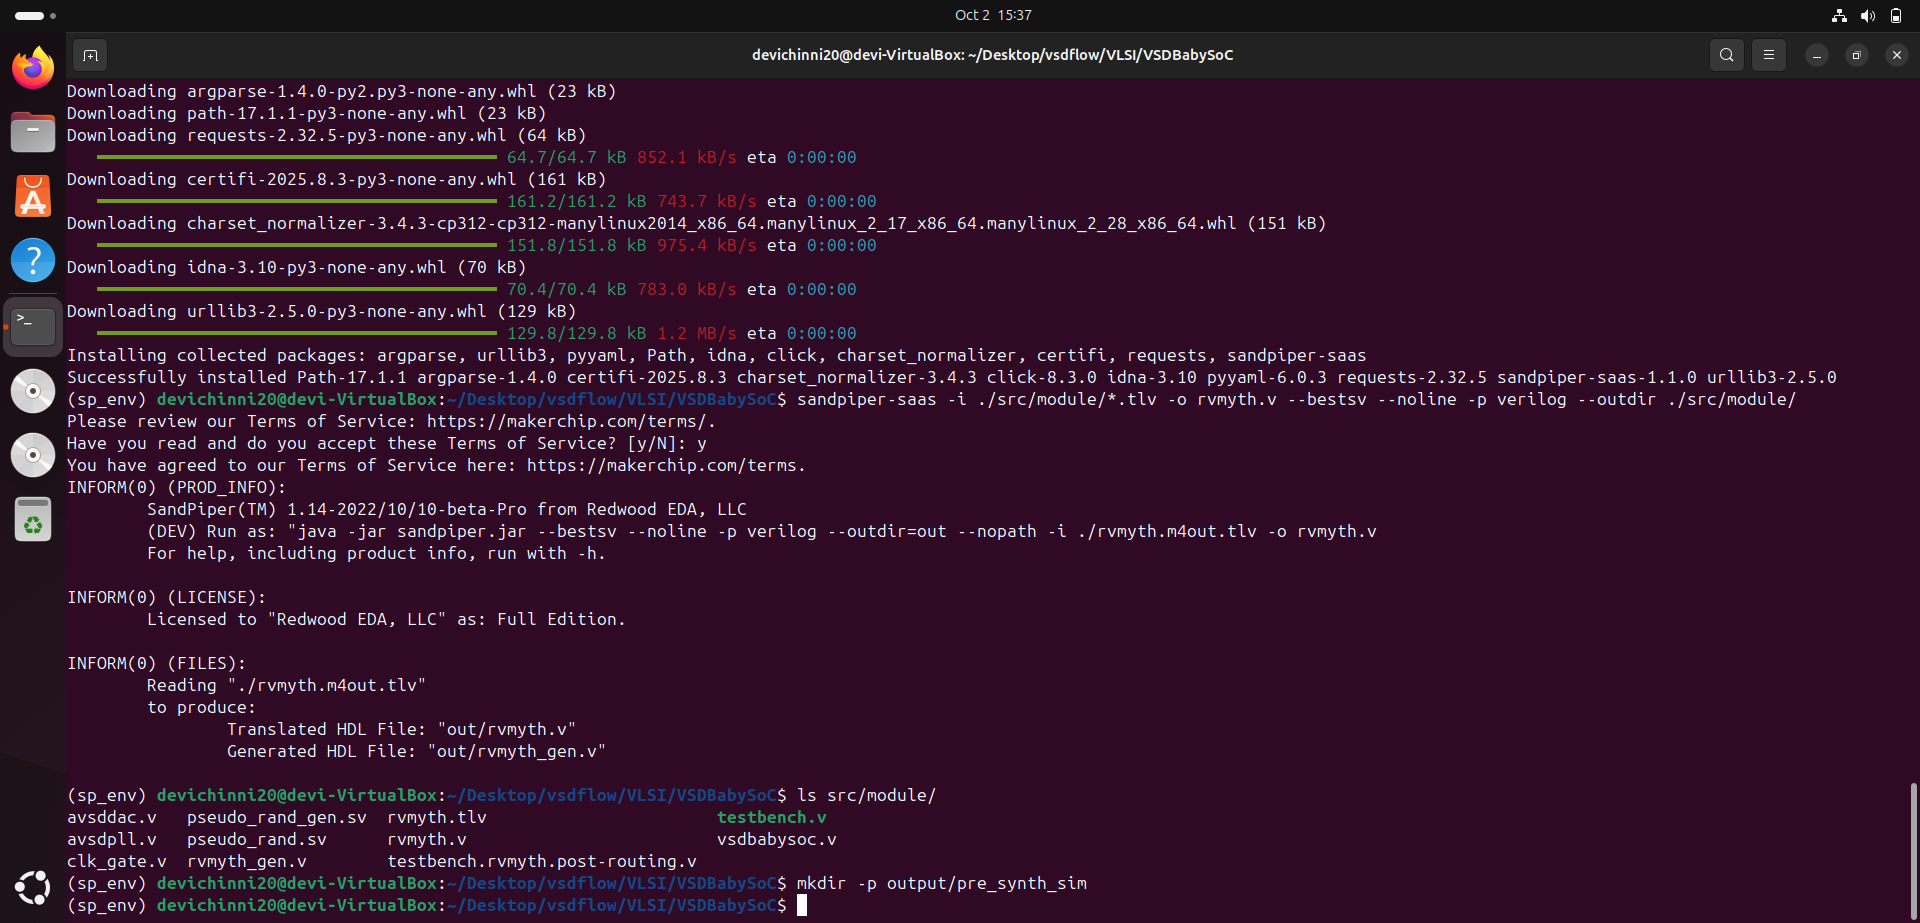 Oct 2 15:37
devichinni20@devi-VirtualBox: ~/Desktop/vsdflow/VLSI/VSDBabySoC
Downloading argparse-1.4.0-py2.py3-none-any.whl (23 kB)
Downloading path-17.1.1-py3-none-any.whl (23 kB)
Downloading requests-2.32.5-py3-none-any.whl (64 kB)
64.7/64.7 kB 852.1 kB/s eta 0:00:00
Downloading certifi-2025.8.3-py3-none-any.whl (161 kB)
161.2/161.2 kB 743.7 kB/s eta 0:00:00
Downloading charset_normalizer-3.4.3-cp312-cp312-manylinux2014_x86_64.manylinux_2_17_x86_64.manylinux_2_28_x86_64.whl (151 kB)
151.8/151.8 kB 975.4 kB/s eta 0:00:00
Downloading idna-3.10-py3-none-any.whl (70 kB)
70.4/70.4 kB 783.0 kB/s eta 0:00:00
Downloading urllib3-2.5.0-py3-none-any.whl (129 kB)
129.8/129.8 kB 1.2 MB/s eta 0:00:00
Installing collected packages: argparse, urllib3, pyyaml, Path, idna, click, charset_normalizer, certifi, requests, sandpiper-saas
Successfully installed Path-17.1.1 argparse-1.4.0 certifi-2025.8.3 charset_normalizer-3.4.3 click-8.3.0 idna-3.10 pyyaml-6.0.3 requests-2.32.5 sandpiper-saas-1.1.0 urllib3-2.5.0
(sp_env) devichinni20@devi-VirtualBox:~/Desktop/vsdflow/VLSI/VSDBabySoC$ sandpiper-saas -i ./src/module/*.tlv -o rvmyth.v --bestsv --noline -p verilog --outdir ./src/module/
Please review our Terms of Service: https://makerchip.com/terms/.
Have you read and do you accept these Terms of Service? [y/N]: y
You have agreed to our Terms of Service here: https://makerchip.com/terms.
INFORM(0) (PROD_INFO):
SandPiper(TM) 1.14-2022/10/10-beta-Pro from Redwood EDA, LLC
(DEV) Run as: "java -jar sandpiper.jar --bestsv --noline -p verilog --outdir=out --nopath -i ./rvmyth.m4out.tlv -o rvmyth.v
For help, including product info, run with -h.
INFORM(0) (LICENSE):
Licensed to "Redwood EDA, LLC" as: Full Edition.
INFORM(0) (FILES):
Reading "./rvmyth.m4out.tlv"
to produce:
Translated HDL File: "out/rvmyth.v"
Generated HDL File: "out/rvmyth_gen.v"
(sp_env) devichinni20@devi-VirtualBox:~/Desktop/vsdflow/VLSI/VSDBabySoC$ ls src/module/
avsddac.v pseudo_rand_gen.sv rvmyth.tlv testbench.v
avsdpll.v pseudo_rand.sv rvmyth.v vsdbabysoc.v
clk_gate.v rvmyth_gen.v testbench.rvmyth.post-routing.v
(sp_env) devichinni20@devi-VirtualBox:~/Desktop/vsdflow/VLSI/VSDBabySoC$ mkdir -p output/pre_synth_sim
(sp_env) devichinni20@devi-VirtualBox:~/Desktop/vsdflow/VLSI/VSDBabySoC$